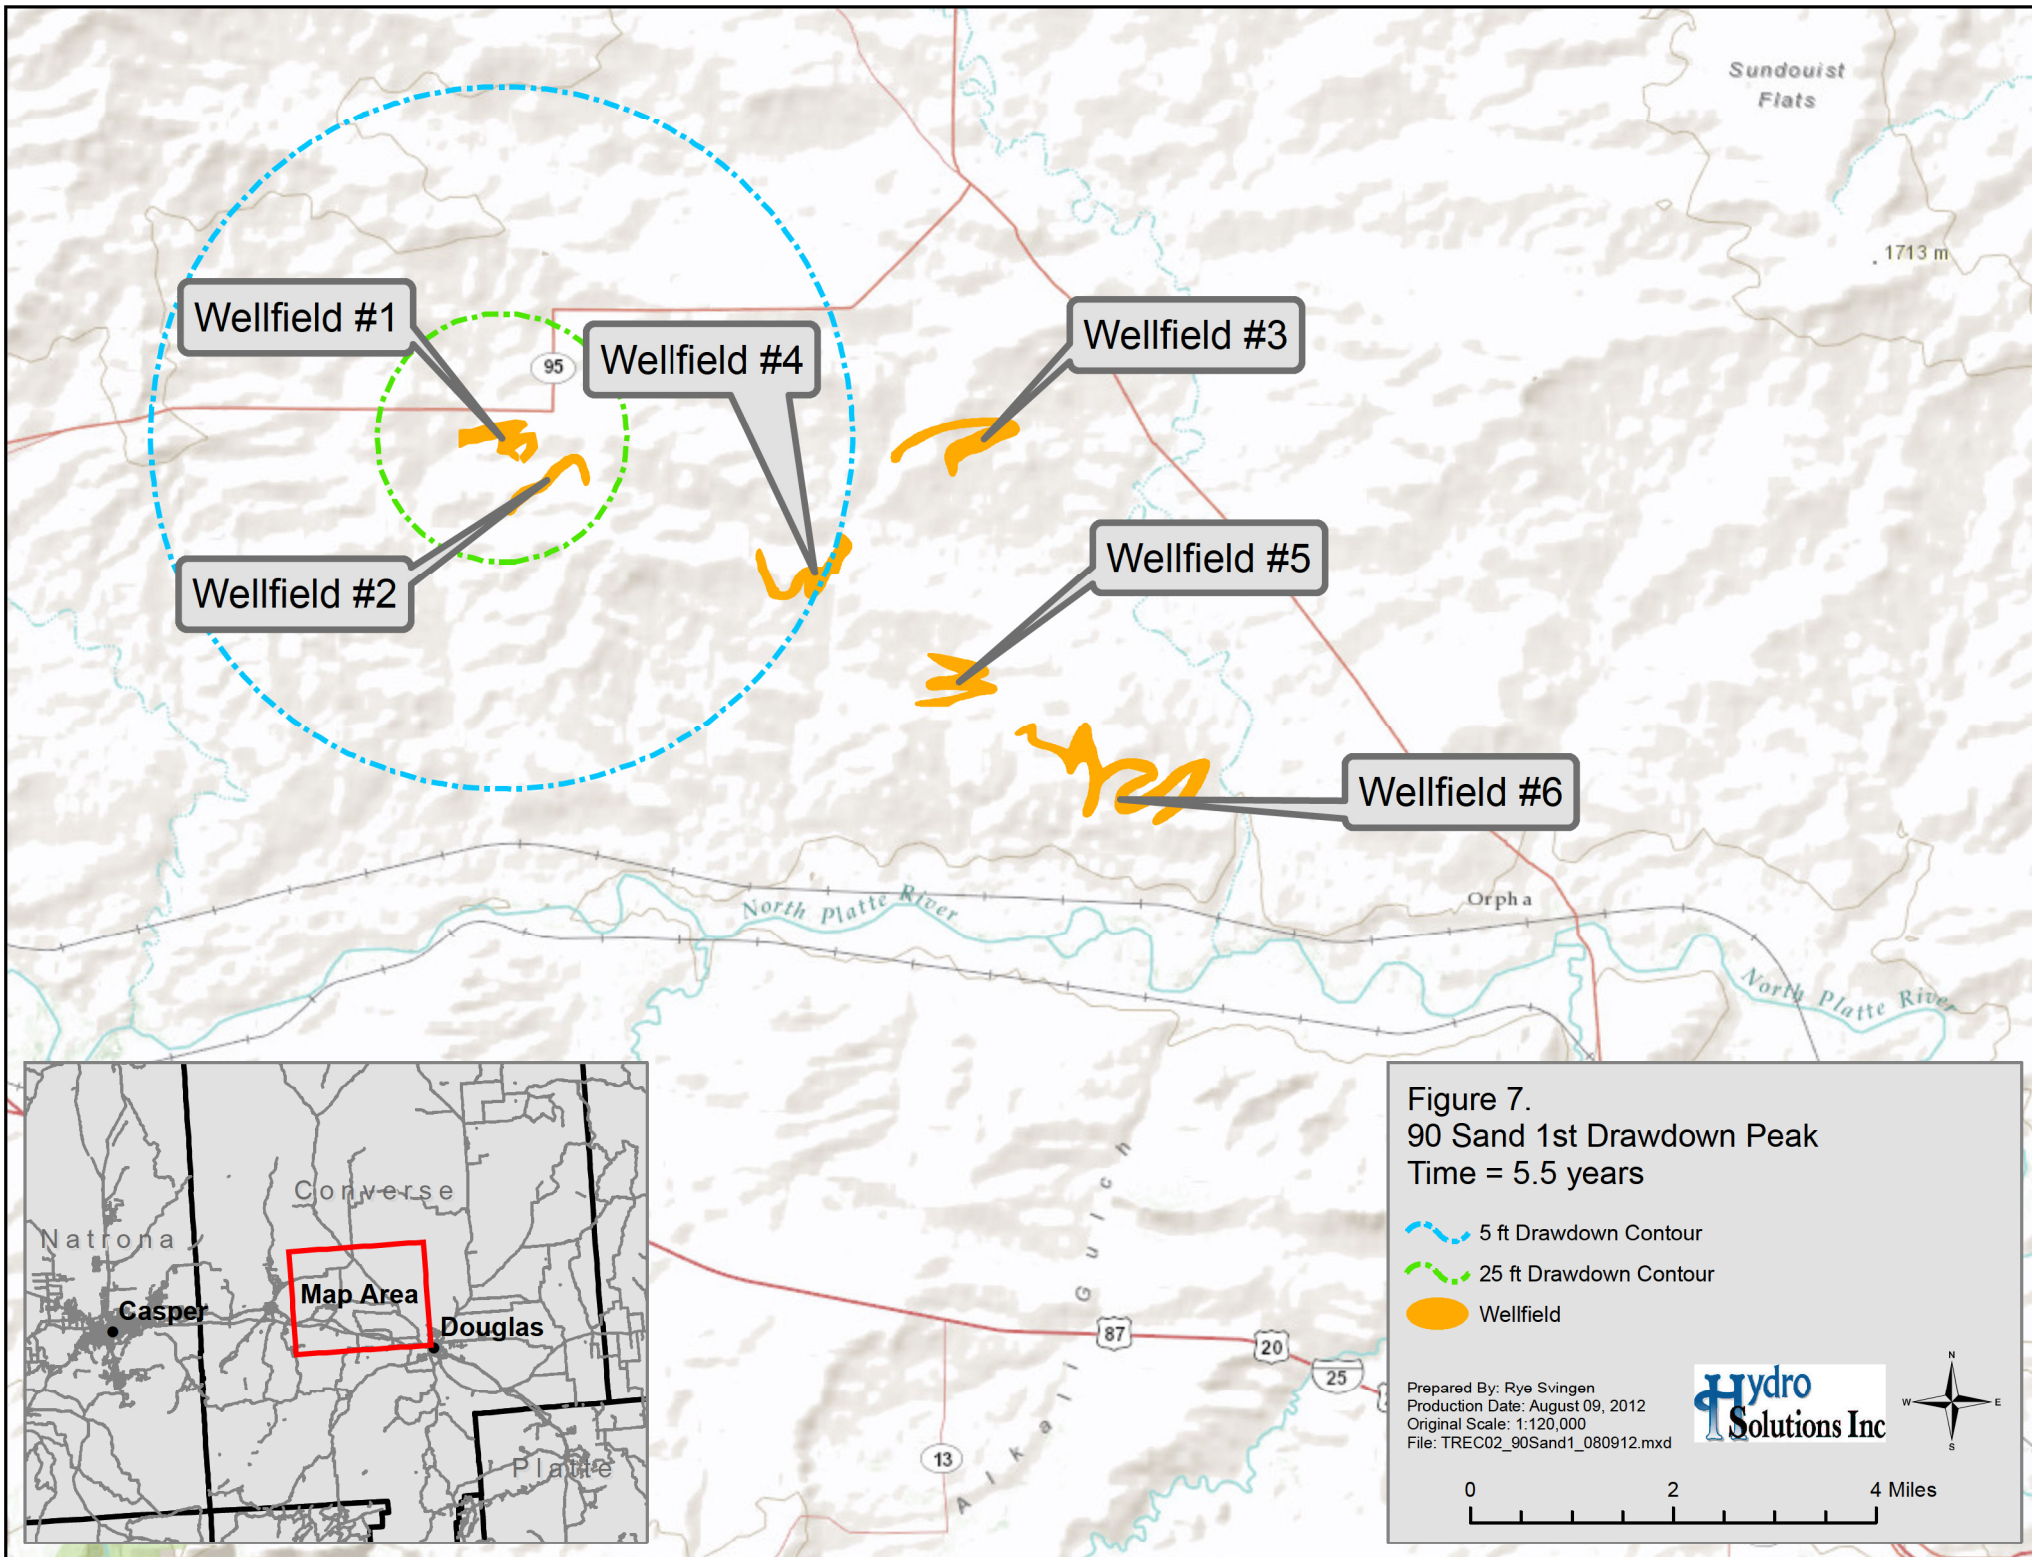 Sundouist
Flats
1713 m
Wellfield #1
Wellfield #4
Wellfield #3
95
Wellfield #2
Wellfield #5
Wellfield #6
Orpha
North Platte River
North Platte River
Alkali Gulch
87
20
25
13
Converse
Natrona
Map Area
Casper
Douglas
Platte
Figure 7.
90 Sand 1st Drawdown Peak
Time = 5.5 years
5 ft Drawdown Contour
25 ft Drawdown Contour
Wellfield
Prepared By: Rye Svingen
Production Date: August 09, 2012
Original Scale: 1:120,000
File: TREC02_90Sand1_080912.mxd
Hydro
Solutions Inc
N
W E
S
0 2 4 Miles